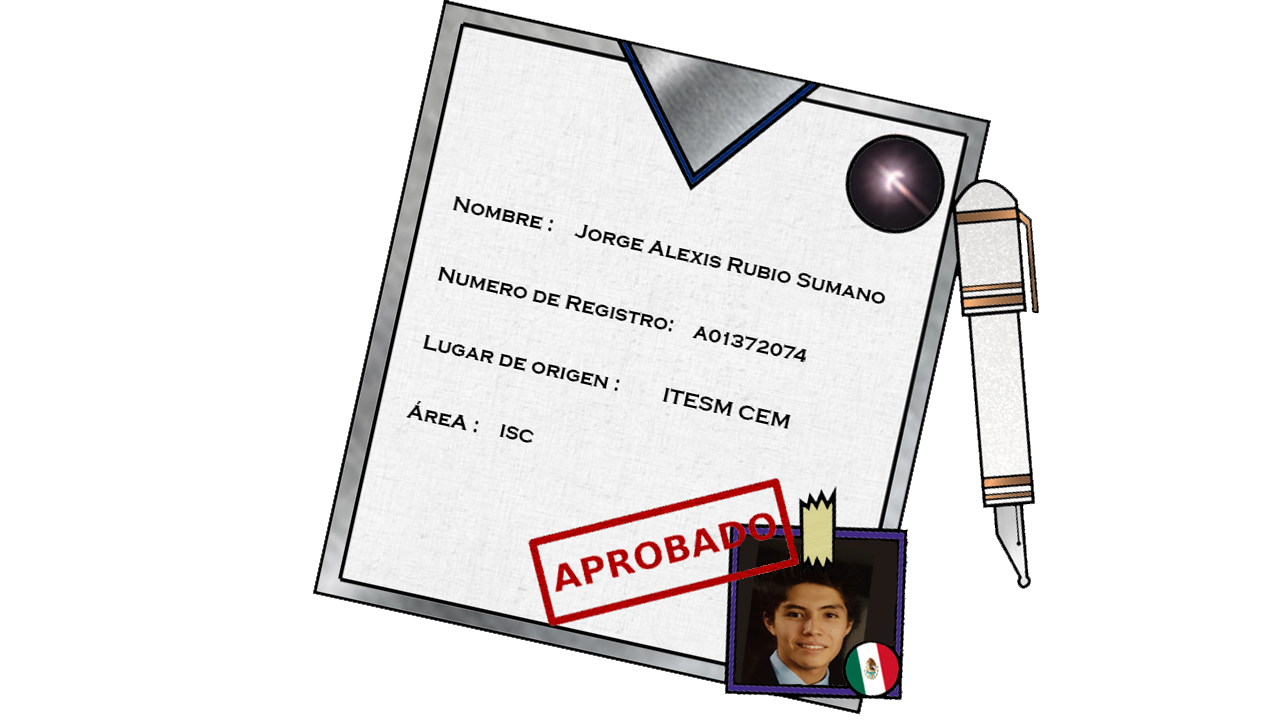 Nombre : Jorge Alexis Rubio Sumano
Numero de Registro: A01372074
Lugar de origen : ITESM CEM
ÁreA : ISC
APROBADO